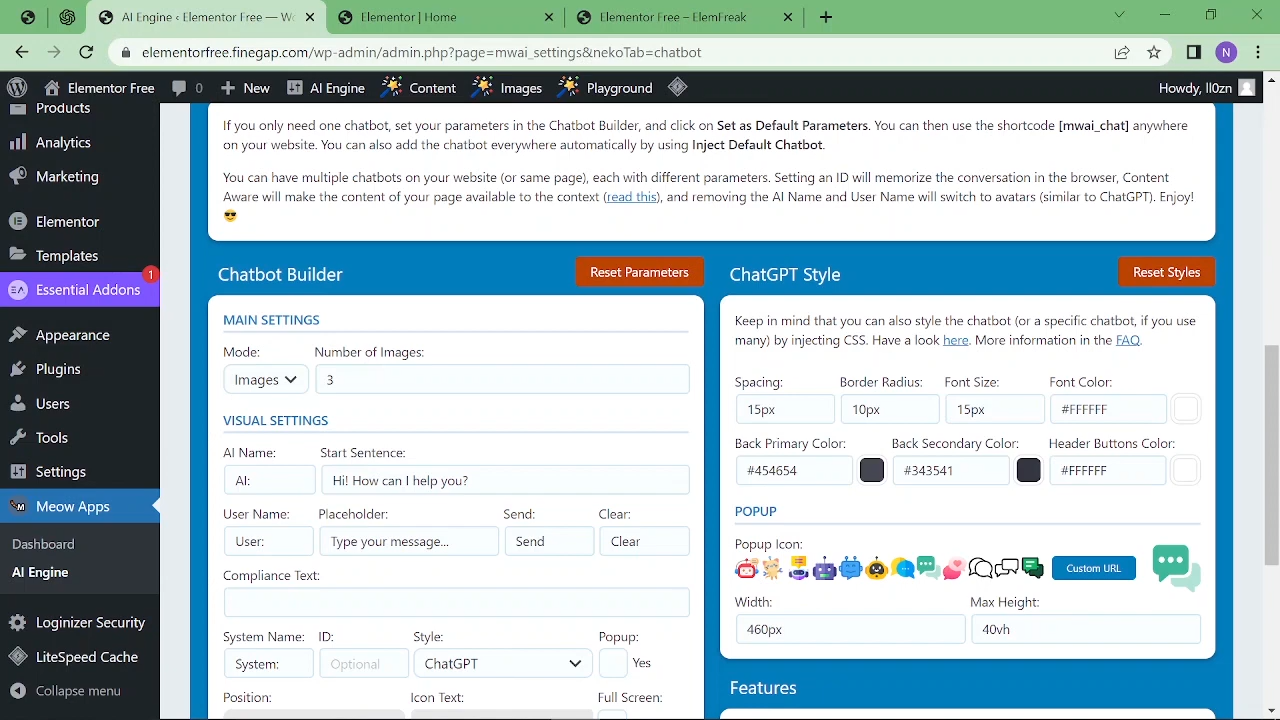 AI Engine ‹ Elementor Free — Wo
Elementor | Home
Elementor Free – ElemFreak
elementorfree.finegap.com/wp-admin/admin.php?page=mwai_settings&nekoTab=chatbot
N
Elementor Free
0
New
AI Engine
Content
Images
Playground
Howdy, ll0zn
Products
Analytics
Marketing
Elementor
Templates
Essential Addons
1
Appearance
Plugins
Users
Tools
Settings
Meow Apps
Dashboard
AI Engine
Loginizer Security
LiteSpeed Cache
Collapse menu
If you only need one chatbot, set your parameters in the Chatbot Builder, and click on Set as Default Parameters. You can then use the shortcode [mwai_chat] anywhere
on your website. You can also add the chatbot everywhere automatically by using Inject Default Chatbot.
You can have multiple chatbots on your website (or same page), each with different parameters. Setting an ID will memorize the conversation in the browser, Content
Aware will make the content of your page available to the context (read this), and removing the AI Name and User Name will switch to avatars (similar to ChatGPT). Enjoy!
😎
Chatbot Builder
Reset Parameters
MAIN SETTINGS
Mode: Number of Images:
Images 3
VISUAL SETTINGS
AI Name: Start Sentence:
AI: Hi! How can I help you?
User Name: Placeholder: Send: Clear:
User: Type your message... Send Clear
Compliance Text:
System Name: ID: Style: Popup:
System: Optional ChatGPT Yes
Position: Icon Text: Full Screen:
ChatGPT Style
Reset Styles
Keep in mind that you can also style the chatbot (or a specific chatbot, if you use
many) by injecting CSS. Have a look here. More information in the FAQ.
Spacing: Border Radius: Font Size: Font Color:
15px 10px 15px #FFFFFF
Back Primary Color: Back Secondary Color: Header Buttons Color:
#454654 #343541 #FFFFFF
POPUP
Popup Icon:
Custom URL
Width: Max Height:
460px 40vh
Features